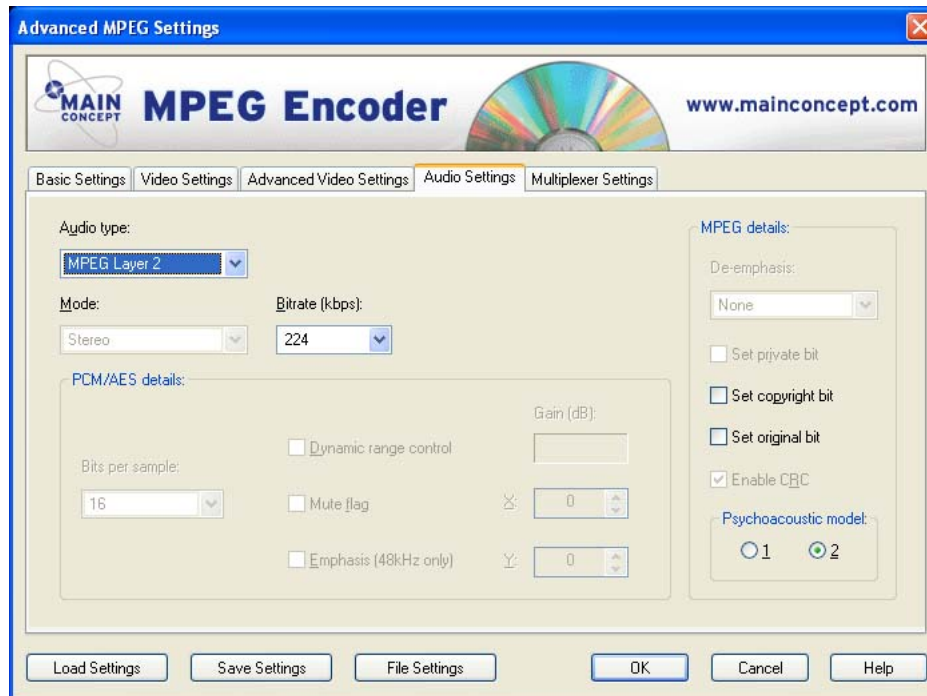 Advanced MPEG Settings
MAIN CONCEPT
MPEG Encoder
www.mainconcept.com
Basic Settings
Video Settings
Advanced Video Settings
Audio Settings
Multiplexer Settings
Audio type:
MPEG Layer 2
Mode:
Stereo
Bitrate (kbps):
224
PCM/AES details:
Bits per sample:
16
Dynamic range control
Mute flag
Emphasis (48kHz only)
Gain (dB):
X: 0
Y: 0
MPEG details:
De-emphasis:
None
Set private bit
Set copyright bit
Set original bit
Enable CRC
Psychoacoustic model:
1
2
Load Settings
Save Settings
File Settings
OK
Cancel
Help